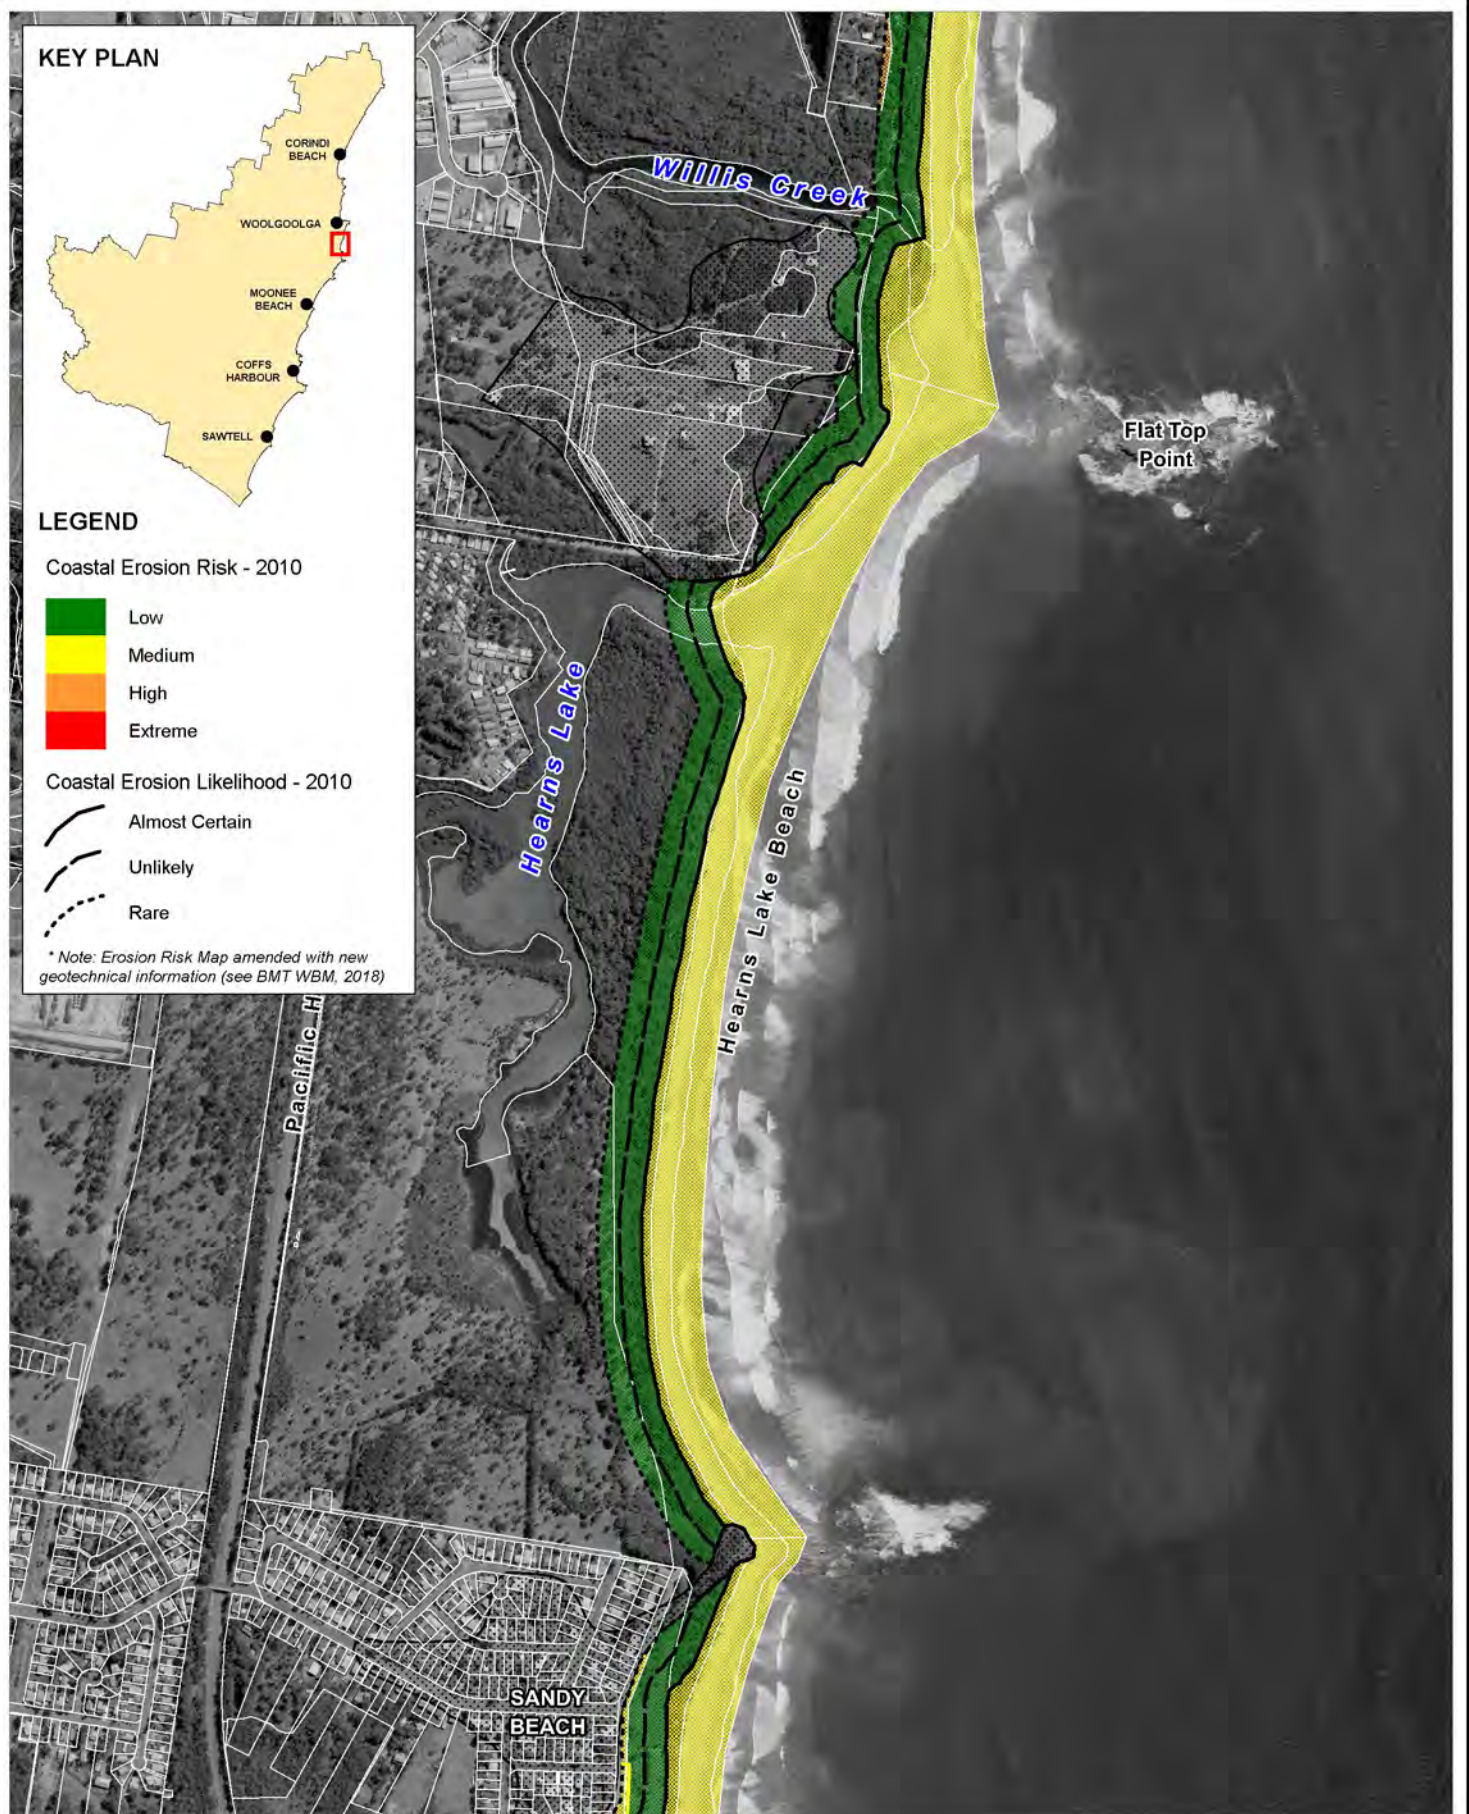 KEY PLAN
CORINDI
BEACH
WOOLGOOLGA
MOONEE
BEACH
COFFS
HARBOUR
SAWTELL
LEGEND
Coastal Erosion Risk - 2010
Low
Medium
High
Extreme
Coastal Erosion Likelihood - 2010
Almost Certain
Unlikely
Rare
* Note: Erosion Risk Map amended with new
geotechnical information (see BMT WBM, 2018)
Willis Creek
Flat Top
Point
Hearns Lake
Hearns Lake Beach
Pacific H
SANDY
BEACH